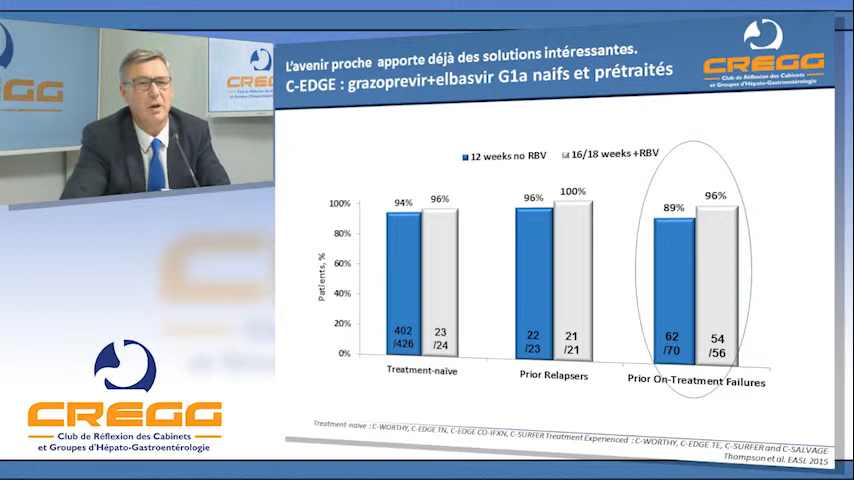 CREGG
CREGG
L'avenir proche apporte déjà des solutions intéressantes.
C-EDGE : grazoprevir+elbasvir G1a naifs et prétraités
CREGG
Club de Réflexion des Cabinets
et Groupes d'Hépato-Gastroentérologie
12 weeks no RBV
16/18 weeks +RBV
Patients, %
100%
80%
60%
40%
20%
0%
94%
96%
96%
100%
89%
96%
402
/426
23
/24
22
/23
21
/21
62
/70
54
/56
Treatment-naïve
Prior Relapsers
Prior On-Treatment Failures
Treatment-naive : C-WORTHY, C-EDGE TN, C-EDGE CO-IFXN, C-SURFER Treatment Experienced : C-WORTHY, C-EDGE TE, C-SURFER and C-SALVAGE
Thompson et al. EASL 2015
CREGG
Club de Réflexion des Cabinets
et Groupes d'Hépato-Gastroentérologie